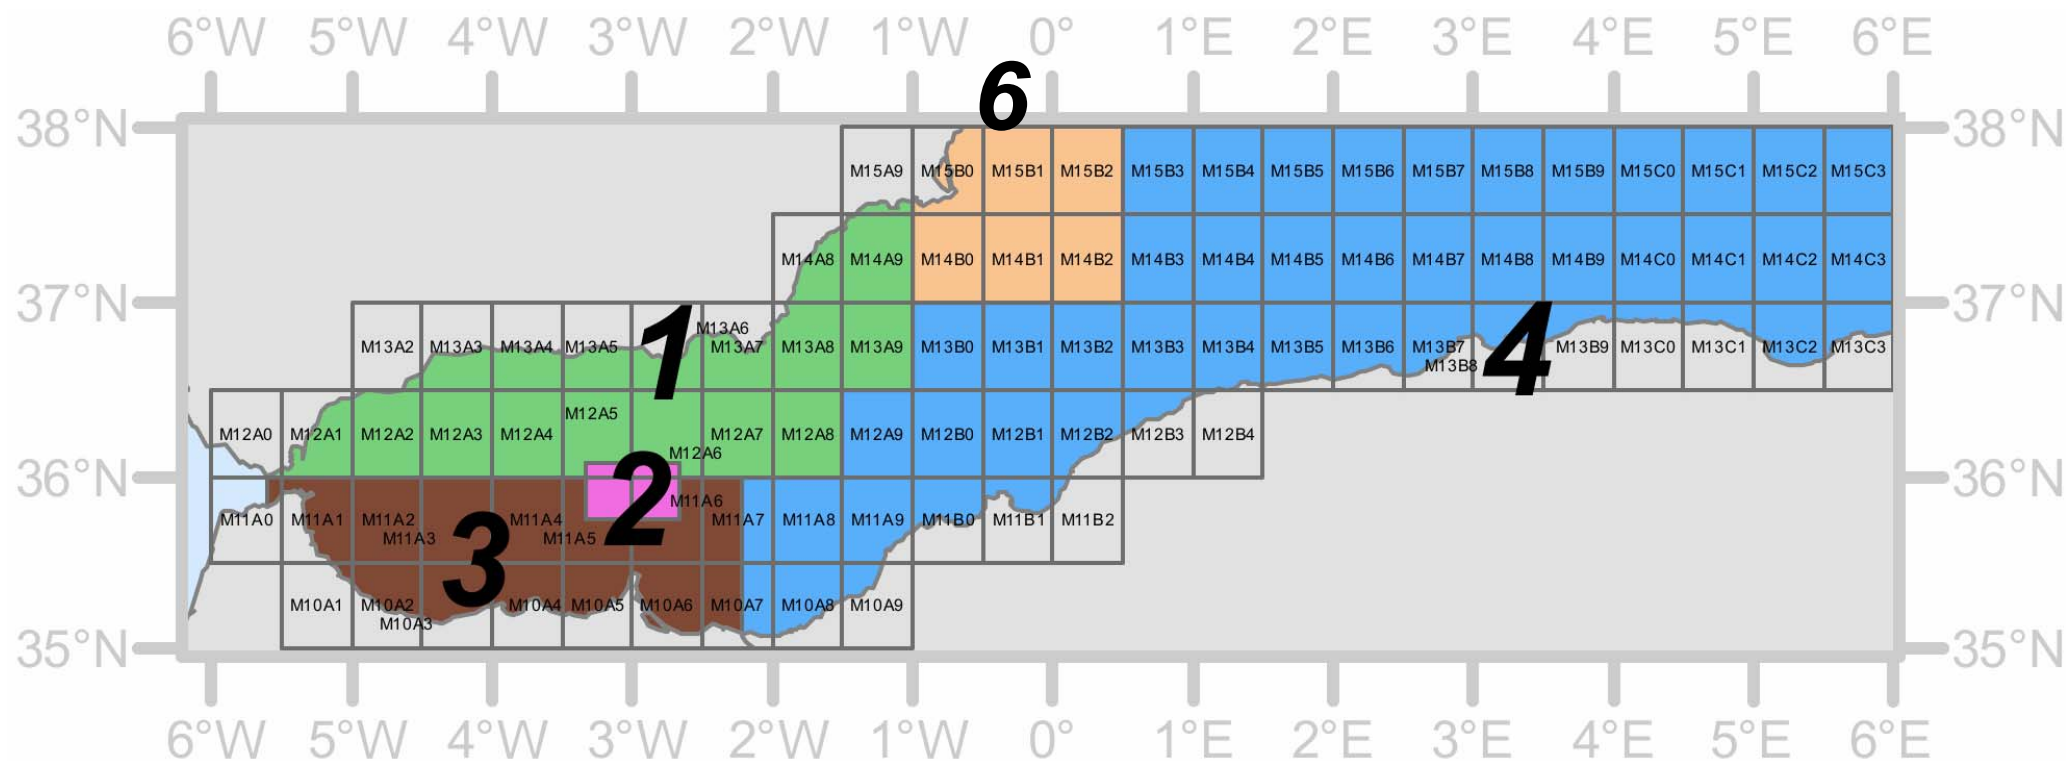 6°W 5°W 4°W 3°W 2°W 1°W 0° 1°E 2°E 3°E 4°E 5°E 6°E
6
38°N 38°N
M15A9 M15B0 M15B1 M15B2 M15B3 M15B4 M15B5 M15B6 M15B7 M15B8 M15B9 M15C0 M15C1 M15C2 M15C3
M14A8 M14A9 M14B0 M14B1 M14B2 M14B3 M14B4 M14B5 M14B6 M14B7 M14B8 M14B9 M14C0 M14C1 M14C2 M14C3
37°N 37°N
M13A6
1 4
M13A2 M13A3 M13A4 M13A5 M13A7 M13A8 M13A9 M13B0 M13B1 M13B2 M13B3 M13B4 M13B5 M13B6 M13B7 M13B9 M13C0 M13C1 M13C2 M13C3
M13B8
M12A5
M12A0 M12A1 M12A2 M12A3 M12A4 M12A7 M12A8 M12A9 M12B0 M12B1 M12B2 M12B3 M12B4
M12A6
36°N 36°N
2
M11A6
M11A0 M11A1 M11A2 M11A4 M11A7 M11A8 M11A9 M11B0 M11B1 M11B2
M11A3 M11A5
3
M10A1 M10A2 M10A4 M10A5 M10A6 M10A7 M10A8 M10A9
M10A3
35°N 35°N
6°W 5°W 4°W 3°W 2°W 1°W 0° 1°E 2°E 3°E 4°E 5°E 6°E